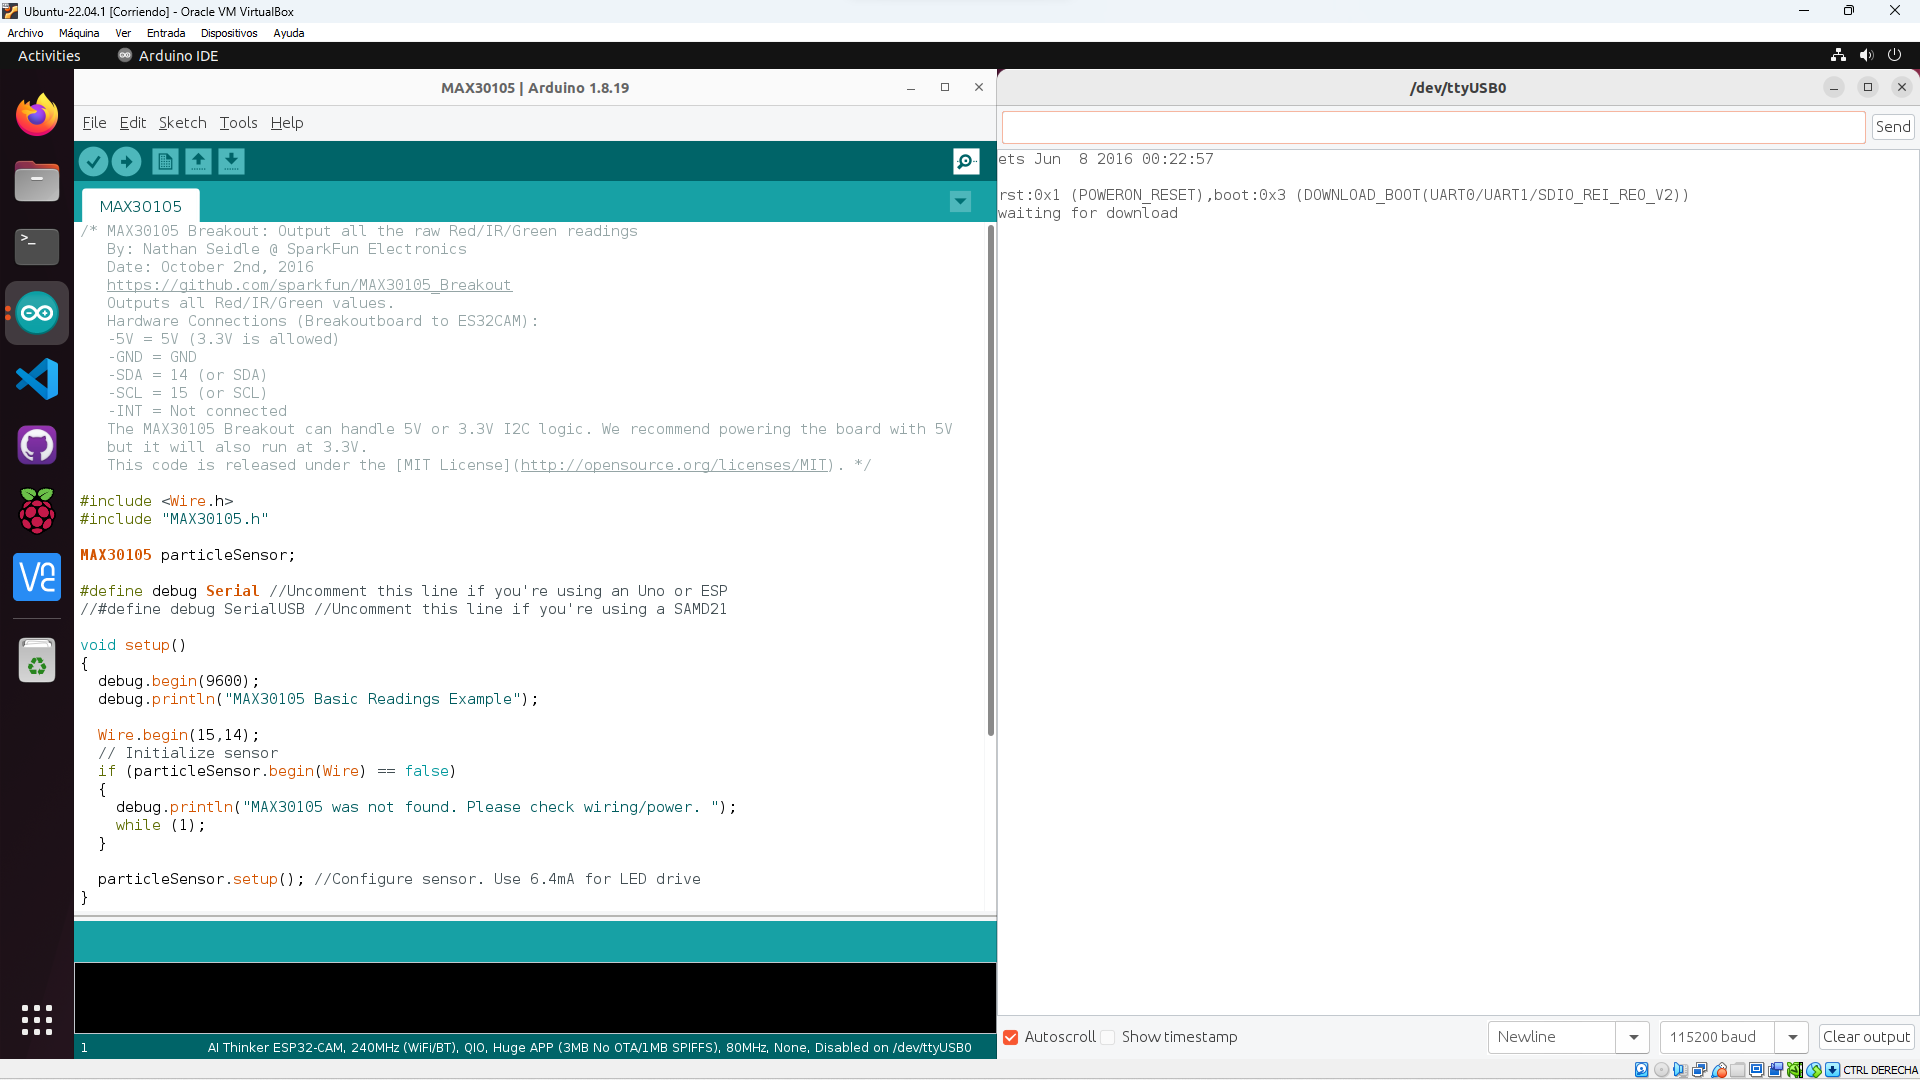 Ubuntu-22.04.1 [Corriendo] - Oracle VM VirtualBox
Archivo Máquina Ver Entrada Dispositivos Ayuda
Activities Arduino IDE
MAX30105 | Arduino 1.8.19
File Edit Sketch Tools Help
MAX30105
/* MAX30105 Breakout: Output all the raw Red/IR/Green readings
By: Nathan Seidle @ SparkFun Electronics
Date: October 2nd, 2016
https://github.com/sparkfun/MAX30105_Breakout
Outputs all Red/IR/Green values.
Hardware Connections (Breakoutboard to ES32CAM):
-5V = 5V (3.3V is allowed)
-GND = GND
-SDA = 14 (or SDA)
-SCL = 15 (or SCL)
-INT = Not connected
The MAX30105 Breakout can handle 5V or 3.3V I2C logic. We recommend powering the board with 5V
but it will also run at 3.3V.
This code is released under the [MIT License](http://opensource.org/licenses/MIT). */
#include <Wire.h>
#include "MAX30105.h"
MAX30105 particleSensor;
#define debug Serial //Uncomment this line if you're using an Uno or ESP
//#define debug SerialUSB //Uncomment this line if you're using a SAMD21
void setup()
{
debug.begin(9600);
debug.println("MAX30105 Basic Readings Example");
Wire.begin(15,14);
// Initialize sensor
if (particleSensor.begin(Wire) == false)
{
debug.println("MAX30105 was not found. Please check wiring/power. ");
while (1);
}
particleSensor.setup(); //Configure sensor. Use 6.4mA for LED drive
}
1 AI Thinker ESP32-CAM, 240MHz (WiFi/BT), QIO, Huge APP (3MB No OTA/1MB SPIFFS), 80MHz, None, Disabled on /dev/ttyUSB0
/dev/ttyUSB0
Send
ets Jun  8 2016 00:22:57
rst:0x1 (POWERON_RESET),boot:0x3 (DOWNLOAD_BOOT(UART0/UART1/SDIO_REI_REO_V2))
waiting for download
Autoscroll Show timestamp Newline 115200 baud Clear output
CTRL DERECHA